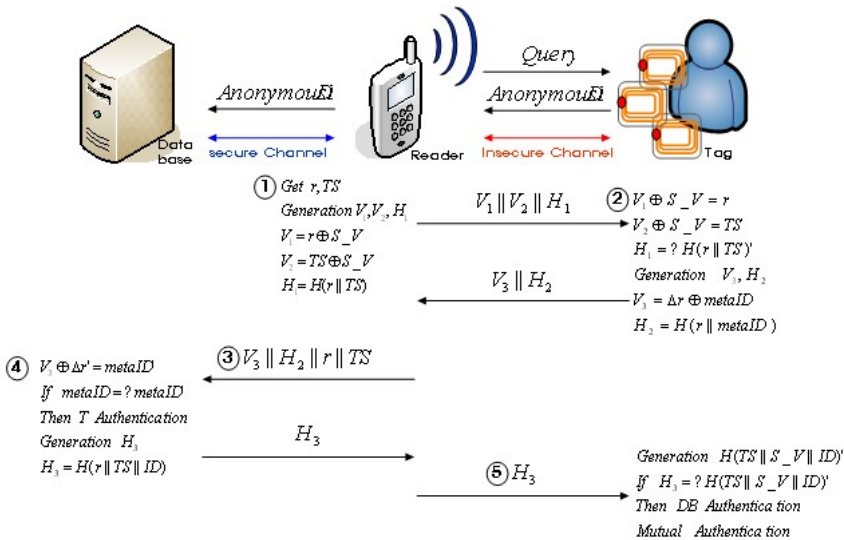 Query
AnonymousID
AnonymousID
Data base
secure Channel
Reader
Insecure Channel
Tag
① Get r, TS
Generation V₁, V₂, H₁
V₁ = r ⊕ S_V
V₂ = TS ⊕ S_V
H₁ = H(r || TS)
V₁ || V₂ || H₁
② V₁ ⊕ S_V = r
V₂ ⊕ S_V = TS
H₁ = ? H(r || TS)'
Generation V₃, H₂
V₃ = Δr ⊕ metaID
H₂ = H(r || metaID)
V₃ || H₂
③ V₃ || H₂ || r || TS
④ V₃ ⊕ Δr' = metaID
If metaID = ? metaID
Then T Authentication
Generation H₃
H₃ = H(r || TS || ID)
H₃
⑤ H₃
Generation H(TS || S_V || ID)'
If H₃ = ? H(TS || S_V || ID)'
Then DB Authentication
Mutual Authentication